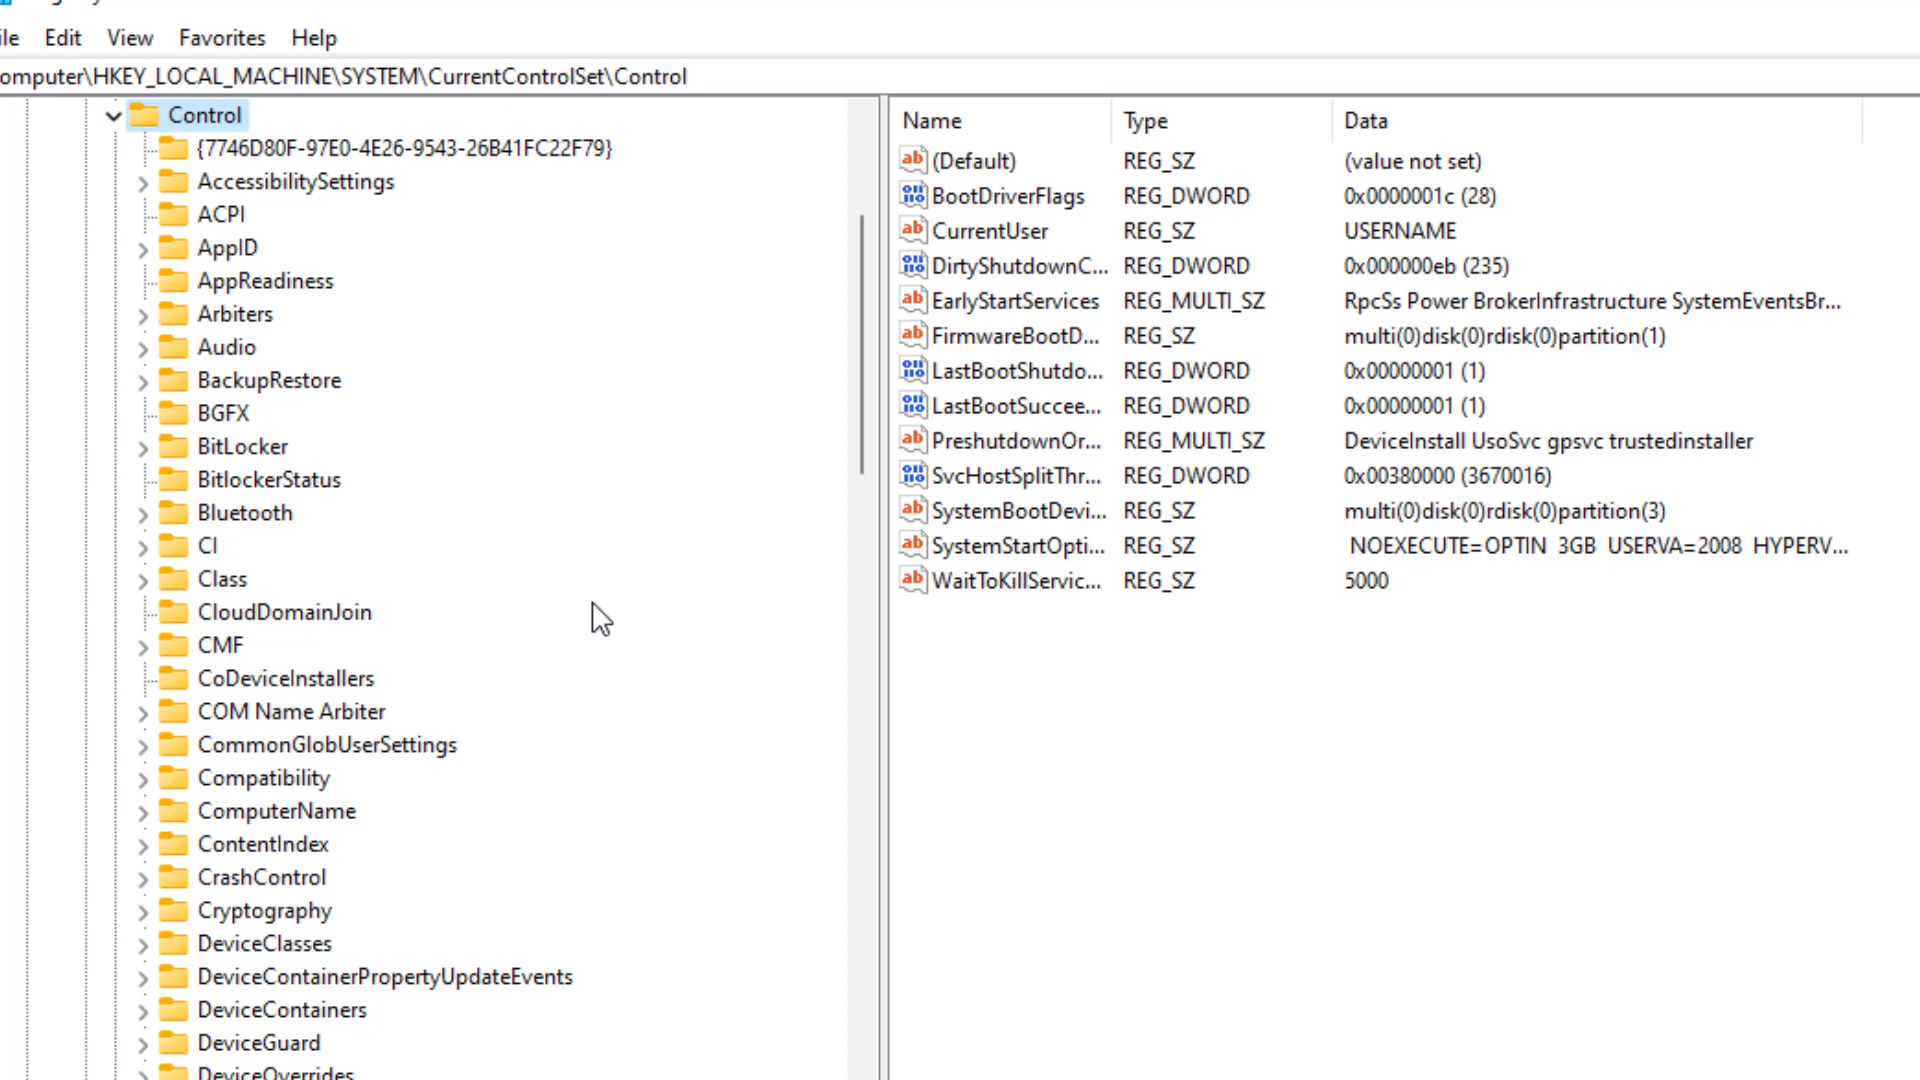 ile Edit View Favorites Help
omputer\HKEY_LOCAL_MACHINE\SYSTEM\CurrentControlSet\Control
Control
{7746D80F-97E0-4E26-9543-26B41FC22F79}
AccessibilitySettings
ACPI
AppID
AppReadiness
Arbiters
Audio
BackupRestore
BGFX
BitLocker
BitlockerStatus
Bluetooth
CI
Class
CloudDomainJoin
CMF
CoDeviceInstallers
COM Name Arbiter
CommonGlobUserSettings
Compatibility
ComputerName
ContentIndex
CrashControl
Cryptography
DeviceClasses
DeviceContainerPropertyUpdateEvents
DeviceContainers
DeviceGuard
DeviceOverrides
Name Type Data
(Default) REG_SZ (value not set)
BootDriverFlags REG_DWORD 0x0000001c (28)
CurrentUser REG_SZ USERNAME
DirtyShutdownC... REG_DWORD 0x000000eb (235)
EarlyStartServices REG_MULTI_SZ RpcSs Power BrokerInfrastructure SystemEventsBr...
FirmwareBootD... REG_SZ multi(0)disk(0)rdisk(0)partition(1)
LastBootShutdo... REG_DWORD 0x00000001 (1)
LastBootSuccee... REG_DWORD 0x00000001 (1)
PreshutdownOr... REG_MULTI_SZ DeviceInstall UsoSvc gpsvc trustedinstaller
SvcHostSplitThr... REG_DWORD 0x00380000 (3670016)
SystemBootDevi... REG_SZ multi(0)disk(0)rdisk(0)partition(3)
SystemStartOpti... REG_SZ NOEXECUTE=OPTIN 3GB USERVA=2008 HYPERV...
WaitToKillServic... REG_SZ 5000